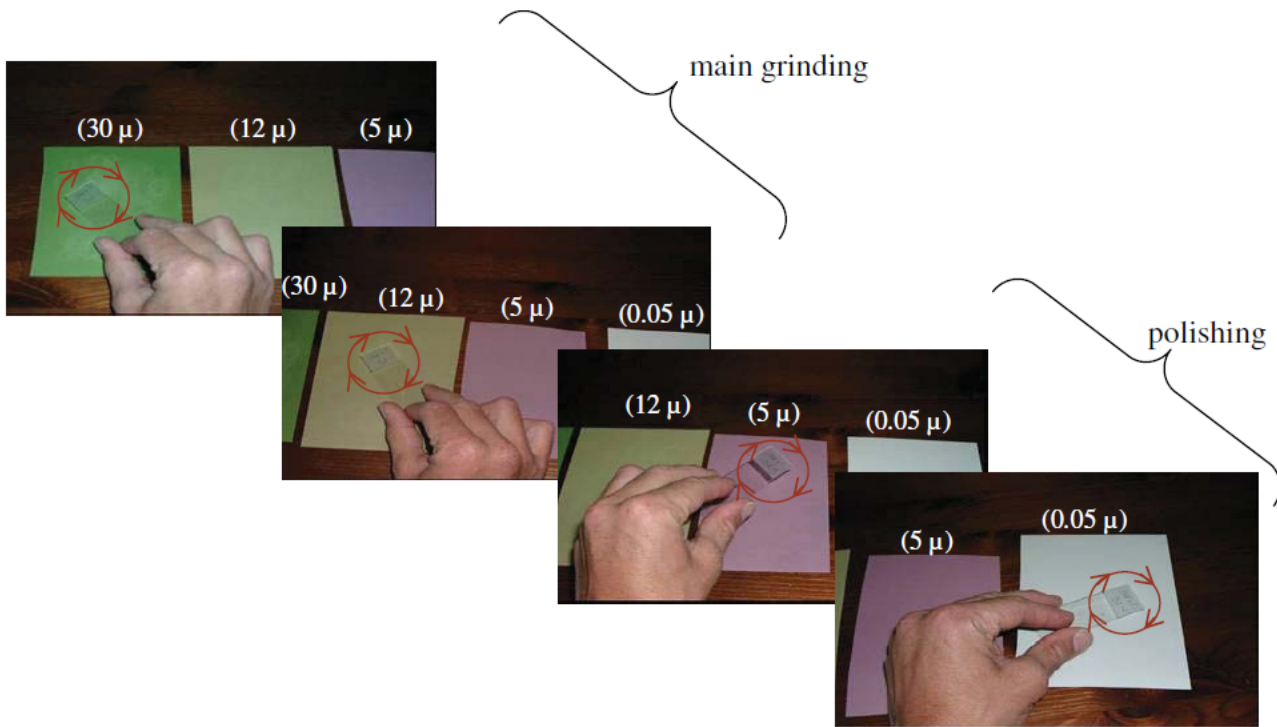 main grinding
(30 µ) (12 µ) (5 µ)
(30 µ) (12 µ) (5 µ) (0.05 µ)
polishing
(12 µ) (5 µ) (0.05 µ)
(5 µ) (0.05 µ)